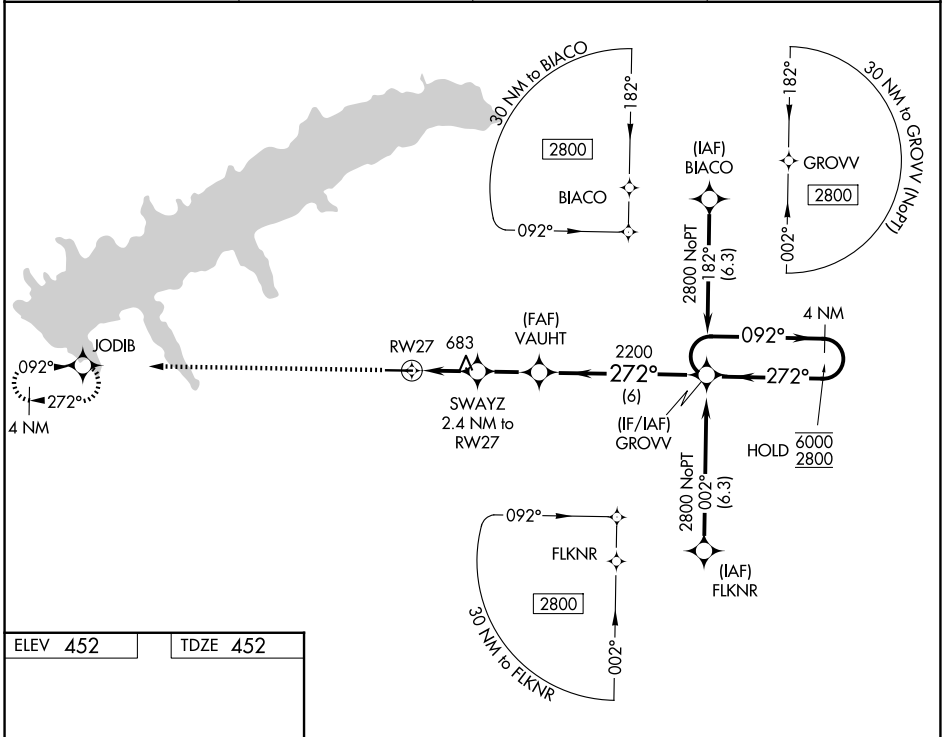 30 NM to BIACO
182°
2800
BIACO
092°
182°
30 NM to GROVV (NoPT)
GROVV
2800
002°
(IAF)
BIACO
2800 NoPT
182°
(6.3)
092°
4 NM
272°
HOLD 6000
2800
(IF/IAF)
GROVV
2200
272°
(6)
(FAF)
VAUHT
683
SWAYZ
2.4 NM to
RW27
RW27
JODIB
092°
272°
4 NM
2800 NoPT
002°
(6.3)
(IAF)
FLKNR
092°
FLKNR
2800
002°
30 NM to FLKNR
ELEV 452
TDZE 452